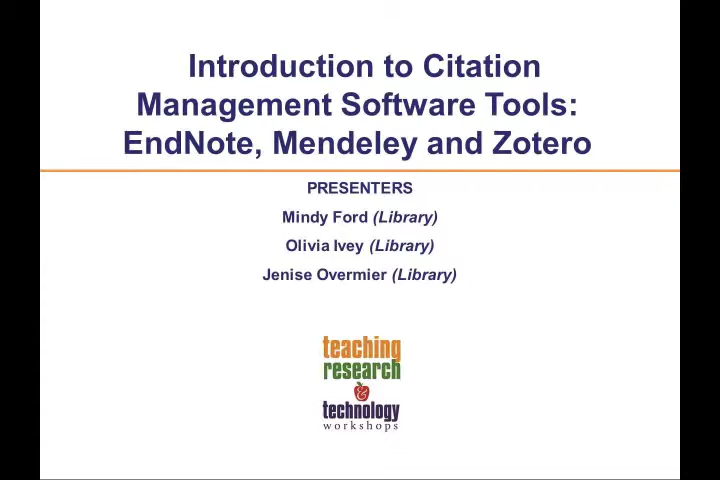 Introduction to Citation
Management Software Tools:
EndNote, Mendeley and Zotero
PRESENTERS
Mindy Ford (Library)
Olivia Ivey (Library)
Jenise Overmier (Library)
teaching
research
&
technology
workshops